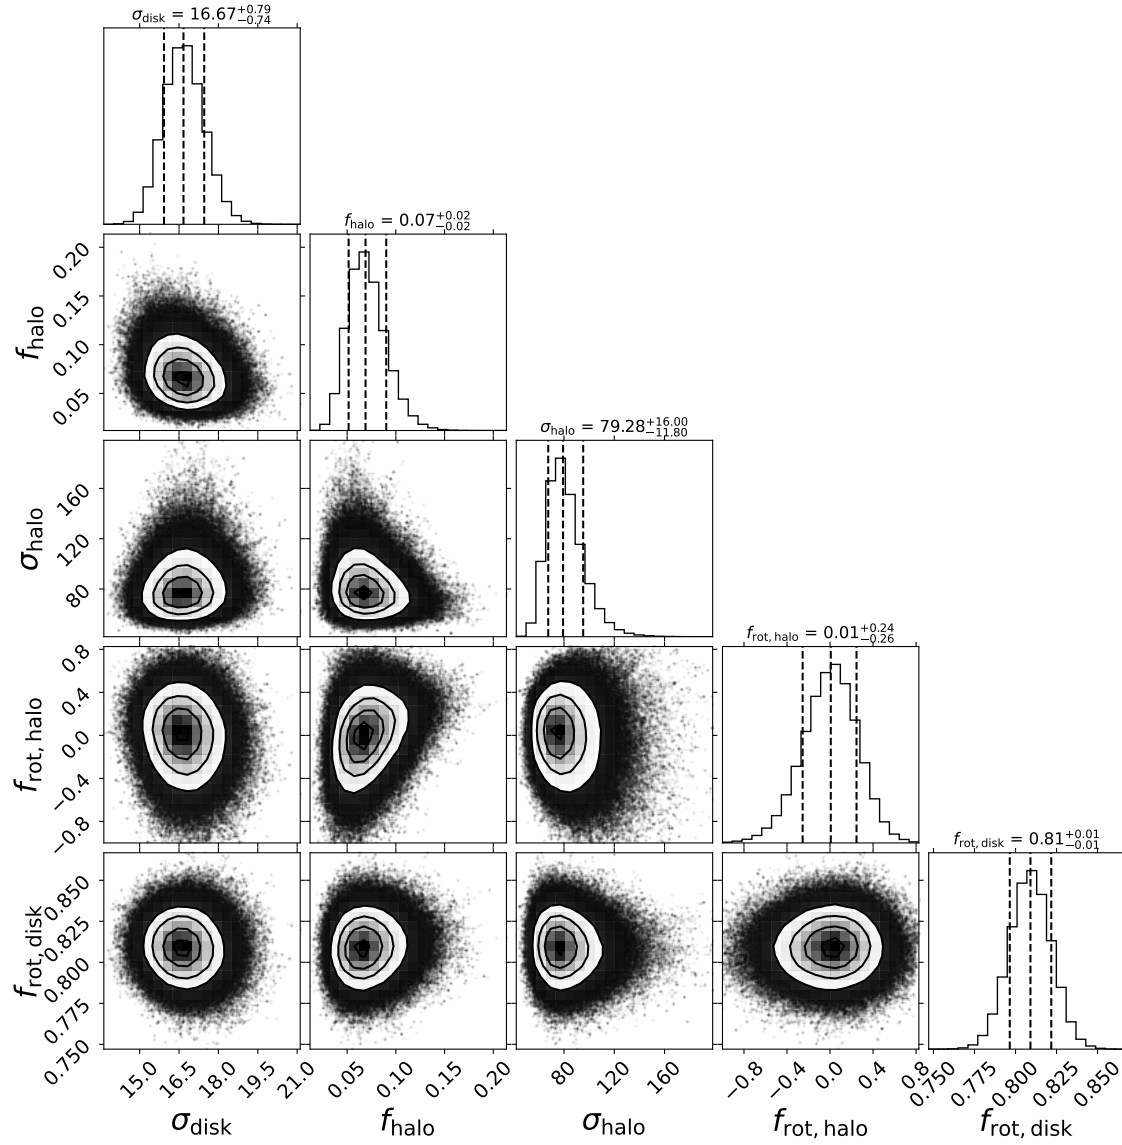 σ_disk = 16.67^{+0.79}_{−0.74}
f_halo = 0.07^{+0.02}_{−0.02}
0.20
0.15
0.10
0.05
f_halo
σ_halo = 79.28^{+16.00}_{−11.80}
160
120
80
σ_halo
f_rot, halo = 0.01^{+0.24}_{−0.26}
0.8
0.4
0.0
−0.4
−0.8
f_rot, halo
f_rot, disk = 0.81^{+0.01}_{−0.01}
0.850
0.825
0.800
0.775
0.750
f_rot, disk
15.0 16.5 18.0 19.5 21.0 0.05 0.10 0.15 0.20 80 120 160 −0.8 −0.4 0.0 0.4 0.8 0.750 0.775 0.800 0.825 0.850
σ_disk f_halo σ_halo f_rot, halo f_rot, disk